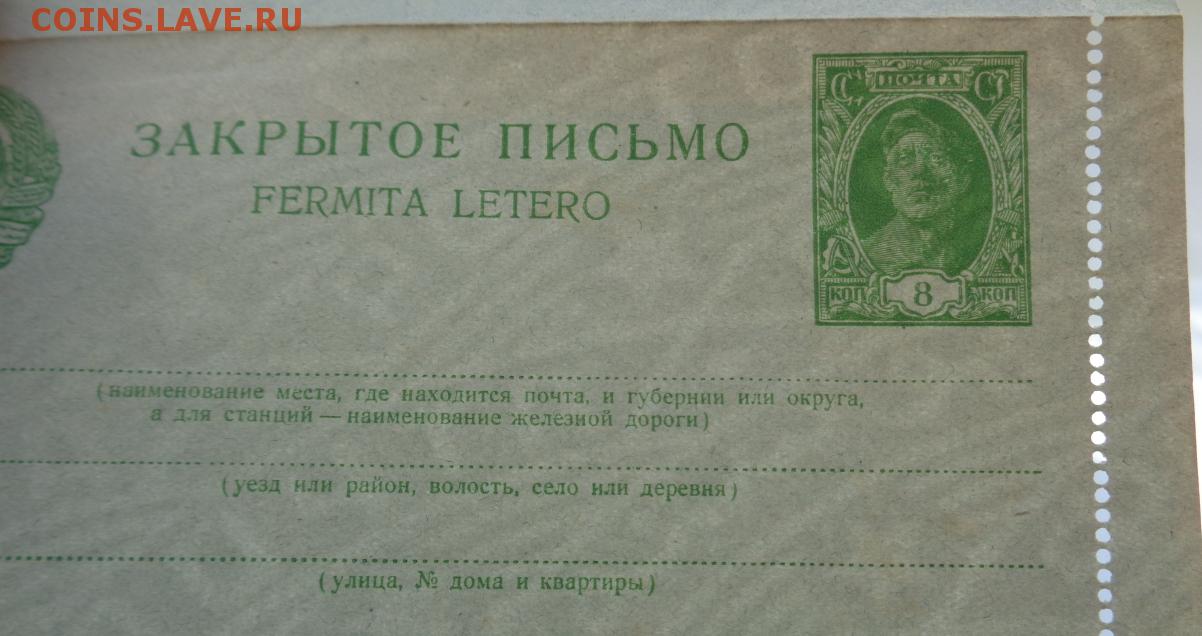 COINS.LAVE.RU
ПОЧТА
ЗАКРЫТОЕ ПИСЬМО
FERMITA LETERO
КОП 8 КОП
(наименование места, где находится почта, и губернии или округа,
а для станций — наименование железной дороги)
(уезд или район, волость, село или деревня)
(улица, № дома и квартиры)